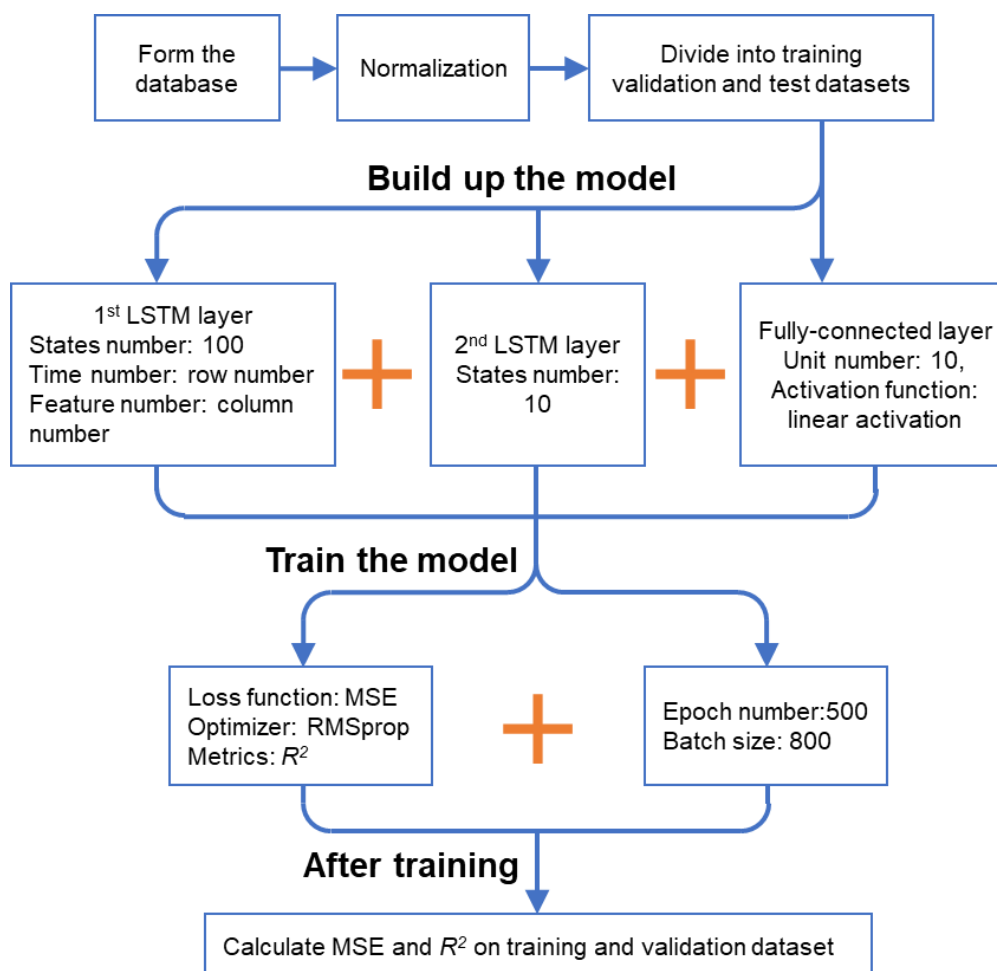 Form the
database
Normalization
Divide into training
validation and test datasets
Build up the model
1st LSTM layer
States number: 100
Time number: row number
Feature number: column
number
2nd LSTM layer
States number:
10
Fully-connected layer
Unit number: 10,
Activation function:
linear activation
Train the model
Loss function: MSE
Optimizer: RMSprop
Metrics: R²
Epoch number:500
Batch size: 800
After training
Calculate MSE and R² on training and validation dataset